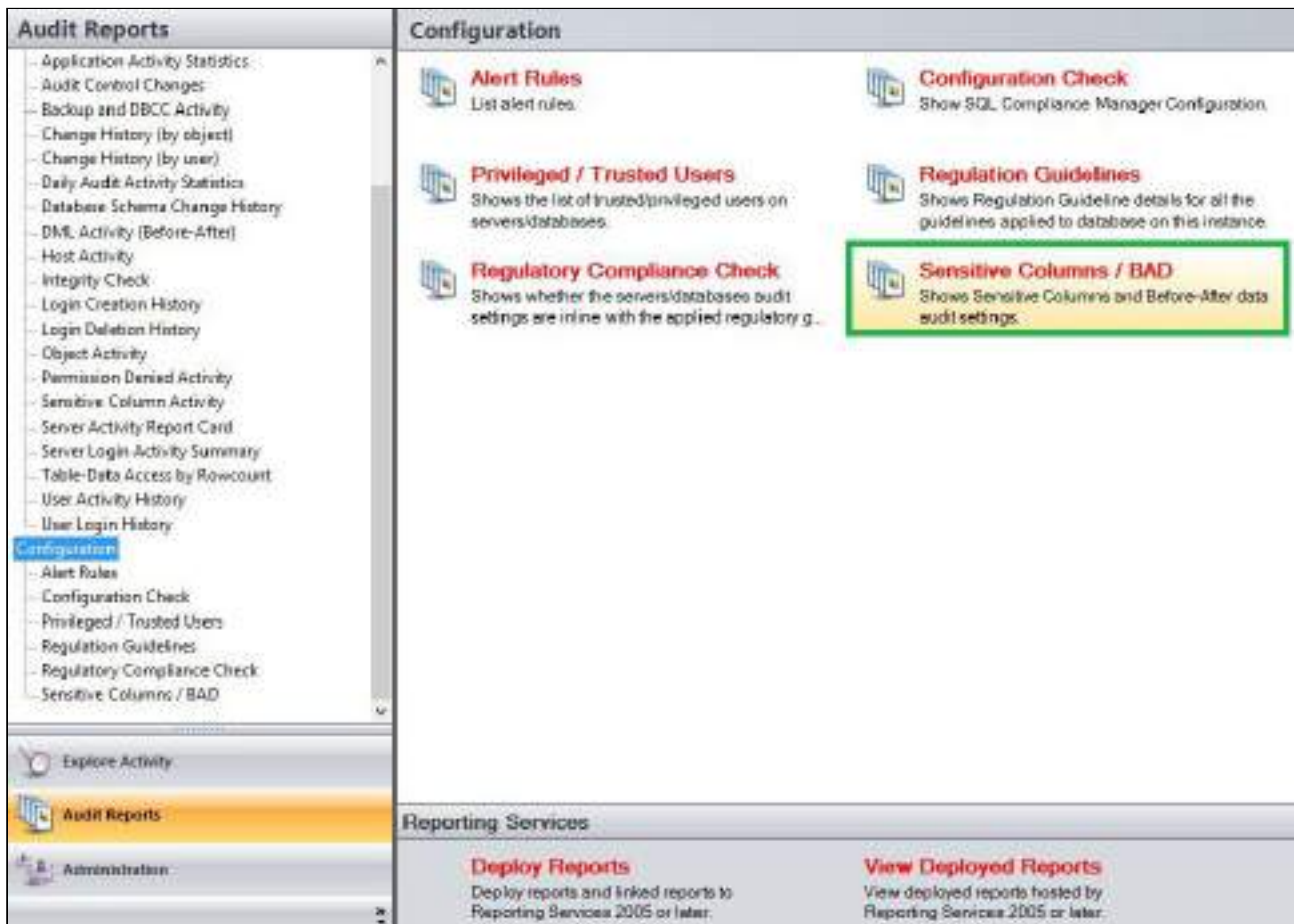 Audit Reports
Application Activity Statistics
Audit Control Changes
Backup and DBCC Activity
Change History (by object)
Change History (by user)
Daily Audit Activity Statistics
Database Schema Change History
DML Activity (Before-After)
Host Activity
Integrity Check
Login Creation History
Login Deletion History
Object Activity
Permission Denied Activity
Sensitive Column Activity
Server Activity Report Card
Server Login Activity Summary
Table-Data Access by Rowcount
User Activity History
User Login History
Configuration
Alert Rules
Configuration Check
Privileged / Trusted Users
Regulation Guidelines
Regulatory Compliance Check
Sensitive Columns / BAD
Explore Activity
Audit Reports
Administration
Configuration
Alert Rules
List alert rules.
Configuration Check
Show SQL Compliance Manager Configuration.
Privileged / Trusted Users
Shows the list of trusted/privileged users on
servers/databases.
Regulation Guidelines
Shows Regulation Guideline details for all the
guidelines applied to database on this instance.
Regulatory Compliance Check
Shows whether the servers/databases audit
settings are inline with the applied regulatory g...
Sensitive Columns / BAD
Shows Sensitive Columns and Before-After data
audit settings.
Reporting Services
Deploy Reports
Deploy reports and linked reports to
Reporting Services 2005 or later.
View Deployed Reports
View deployed reports hosted by
Reporting Services 2005 or later.